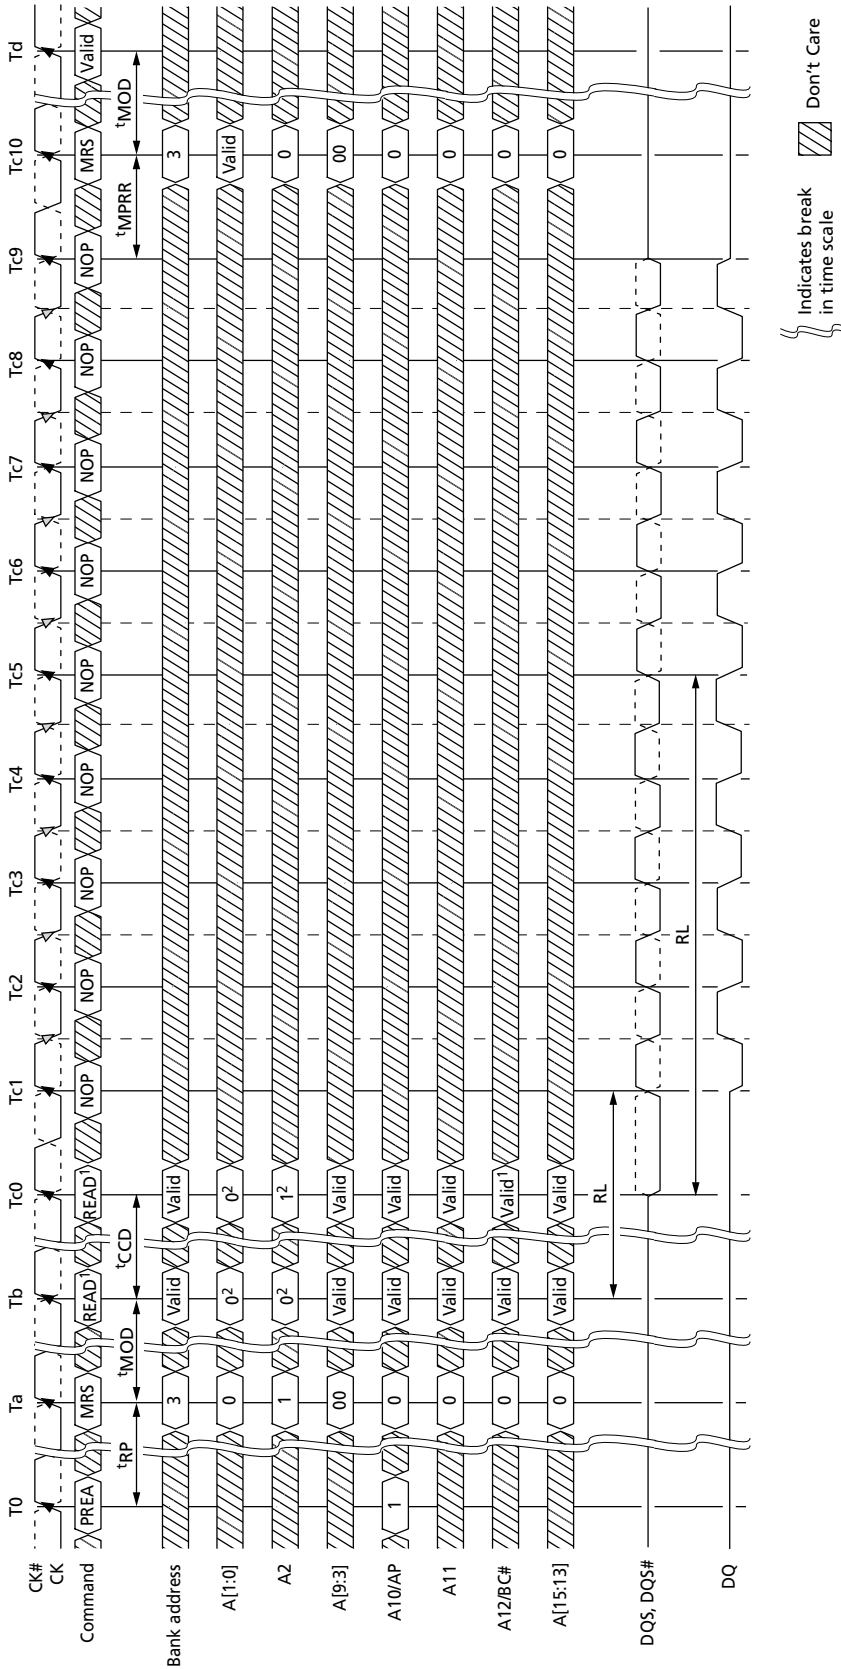 T0 Ta Tb Tc0 Tc1 Tc2 Tc3 Tc4 Tc5 Tc6 Tc7 Tc8 Tc9 Tc10 Td
CK#
CK
Command PREA MRS READ1 READ1 NOP NOP NOP NOP NOP NOP NOP NOP NOP MRS Valid
tRP tMOD tCCD tMPRR tMOD
Bank address 3 Valid Valid 3
A[1:0] 0 02 02 Valid
A2 1 02 12 0
A[9:3] 00 Valid Valid 00
A10/AP 1 0 Valid Valid 0
A11 0 Valid Valid 0
A12/BC# 0 Valid Valid1 0
A[15:13] 0 Valid Valid 0
RL
DQS, DQS#
RL
DQ
Indicates break
in time scale
Don't Care